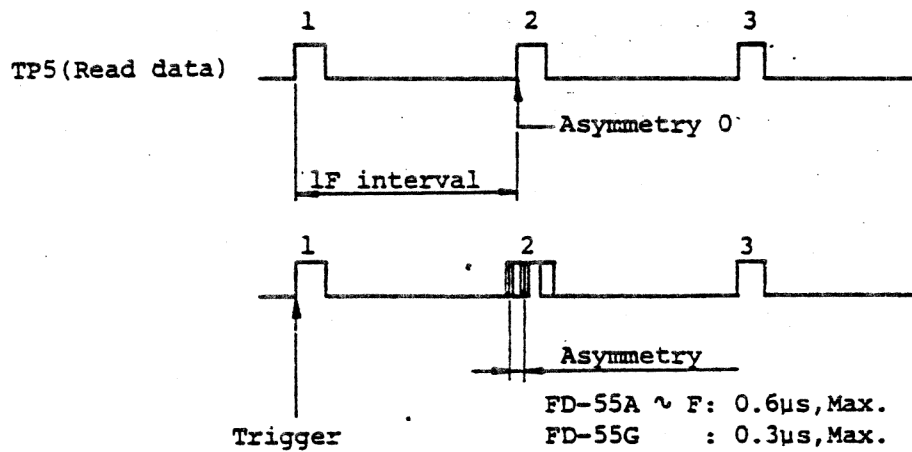 1 2 3
TP5(Read data)
Asymmetry 0
1F interval
1 2 3
Asymmetry
FD-55A ~ F: 0.6μs,Max.
FD-55G : 0.3μs,Max.
Trigger